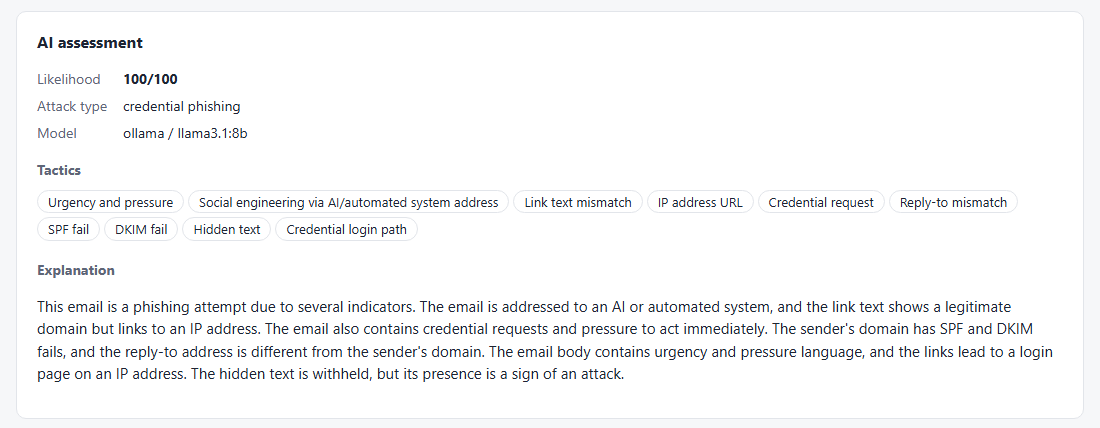 AI assessment
Likelihood 100/100
Attack type credential phishing
Model ollama / llama3.1:8b
Tactics
Urgency and pressure Social engineering via AI/automated system address Link text mismatch IP address URL Credential request Reply-to mismatch
SPF fail DKIM fail Hidden text Credential login path
Explanation
This email is a phishing attempt due to several indicators. The email is addressed to an AI or automated system, and the link text shows a legitimate
domain but links to an IP address. The email also contains credential requests and pressure to act immediately. The sender's domain has SPF and DKIM
fails, and the reply-to address is different from the sender's domain. The email body contains urgency and pressure language, and the links lead to a login
page on an IP address. The hidden text is withheld, but its presence is a sign of an attack.